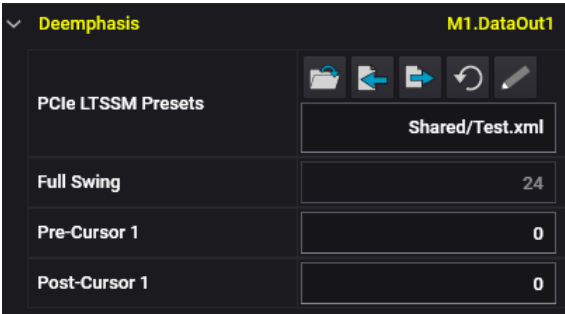 Deemphasis M1.DataOut1
PCIe LTSSM Presets
Shared/Test.xml
Full Swing 24
Pre-Cursor 1 0
Post-Cursor 1 0